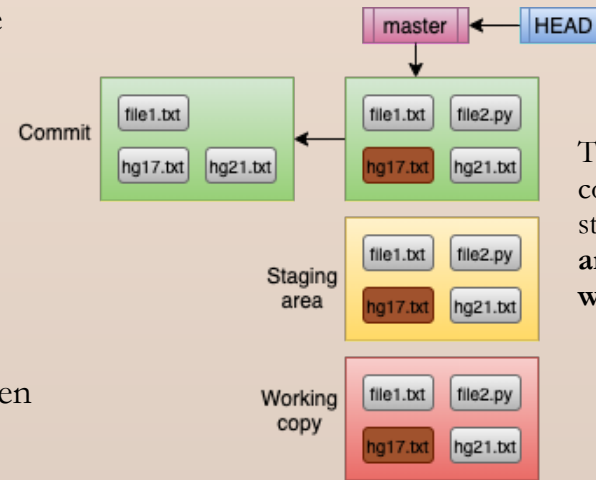 master
HEAD
Commit
file1.txt
hg17.txt hg21.txt
file1.txt file2.py
hg17.txt hg21.txt
Staging
area
file1.txt file2.py
hg17.txt hg21.txt
en
Working
copy
file1.txt file2.py
hg17.txt hg21.txt